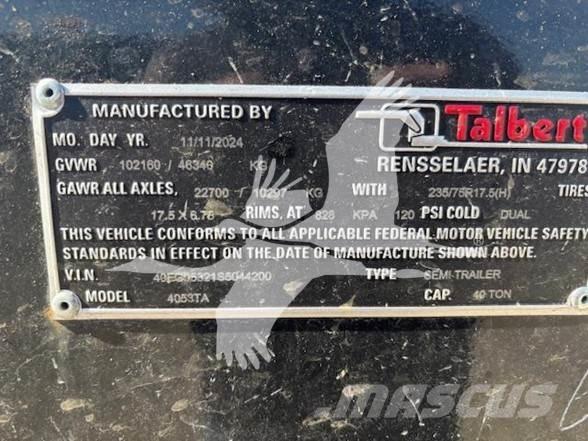 MANUFACTURED BY Talbert
MO. DAY YR. 11/11/2024 RENSSELAER, IN 47978
GVWR 102160 / 46340 KG
GAWR ALL AXLES, 22700 / 10297 KG WITH 235/75R17.5(H) TIRES
17.5 X 6.75 RIMS, AT 828 KPA 120 PSI COLD DUAL
THIS VEHICLE CONFORMS TO ALL APPLICABLE FEDERAL MOTOR VEHICLE SAFETY
STANDARDS IN EFFECT ON THE DATE OF MANUFACTURE SHOWN ABOVE.
V.I.N. TYPE SEMI-TRAILER
MODEL 4053TA CAP. 40 TON
MASCUS